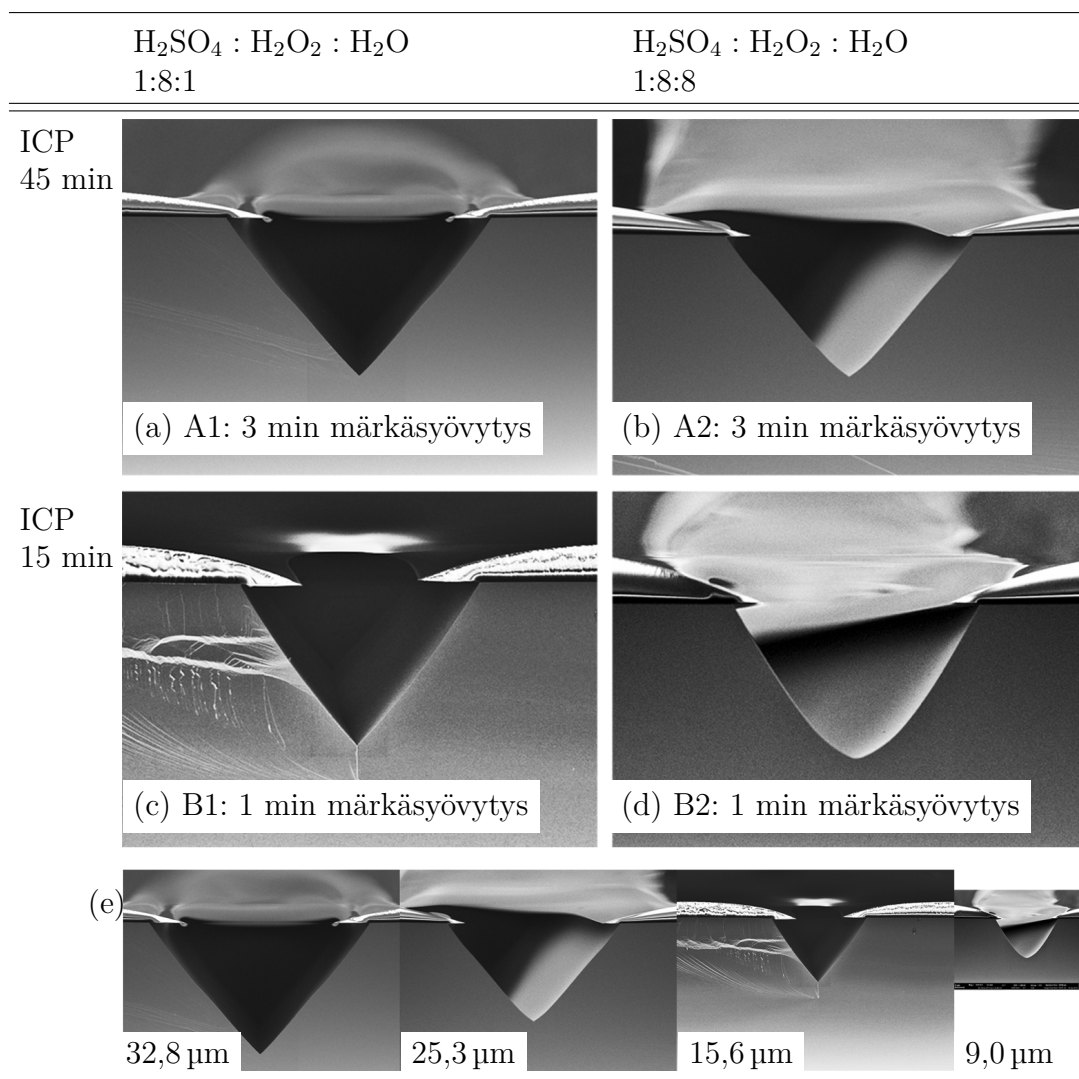 H₂SO₄ : H₂O₂ : H₂O
1:8:1
H₂SO₄ : H₂O₂ : H₂O
1:8:8
ICP
45 min
(a) A1: 3 min märkäsyövytys
(b) A2: 3 min märkäsyövytys
ICP
15 min
(c) B1: 1 min märkäsyövytys
(d) B2: 1 min märkäsyövytys
(e)
32,8 µm
25,3 µm
15,6 µm
9,0 µm